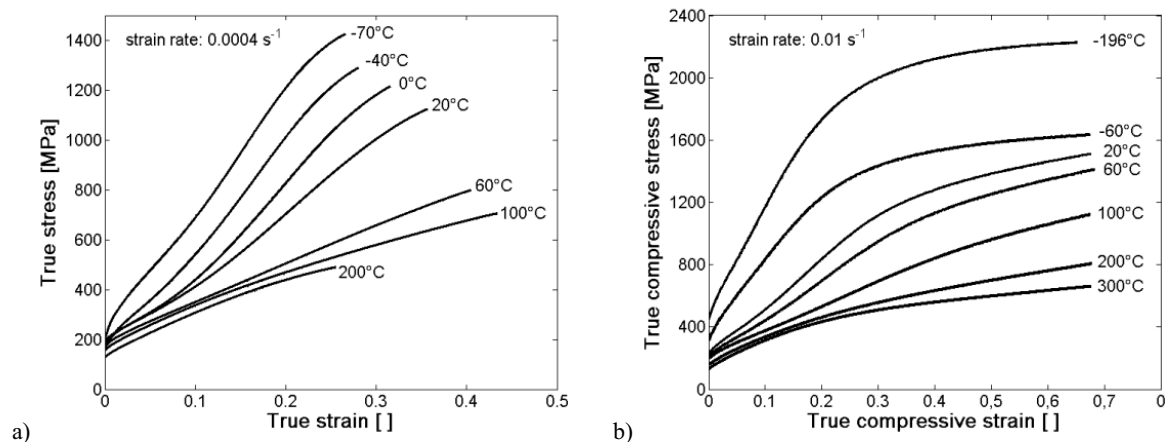 1400
strain rate: 0.0004 s⁻¹
-70°C
-40°C
0°C
20°C
60°C
100°C
200°C
1200
1000
800
600
400
200
0
True stress [MPa]
0 0.1 0.2 0.3 0.4 0.5
True strain [ ]
a)
2400
strain rate: 0.01 s⁻¹
-196°C
-60°C
20°C
60°C
100°C
200°C
300°C
2000
1600
1200
800
400
0
True compressive stress [MPa]
0 0.1 0.2 0.3 0.4 0,5 0,6 0,7 0
True compressive strain [ ]
b)